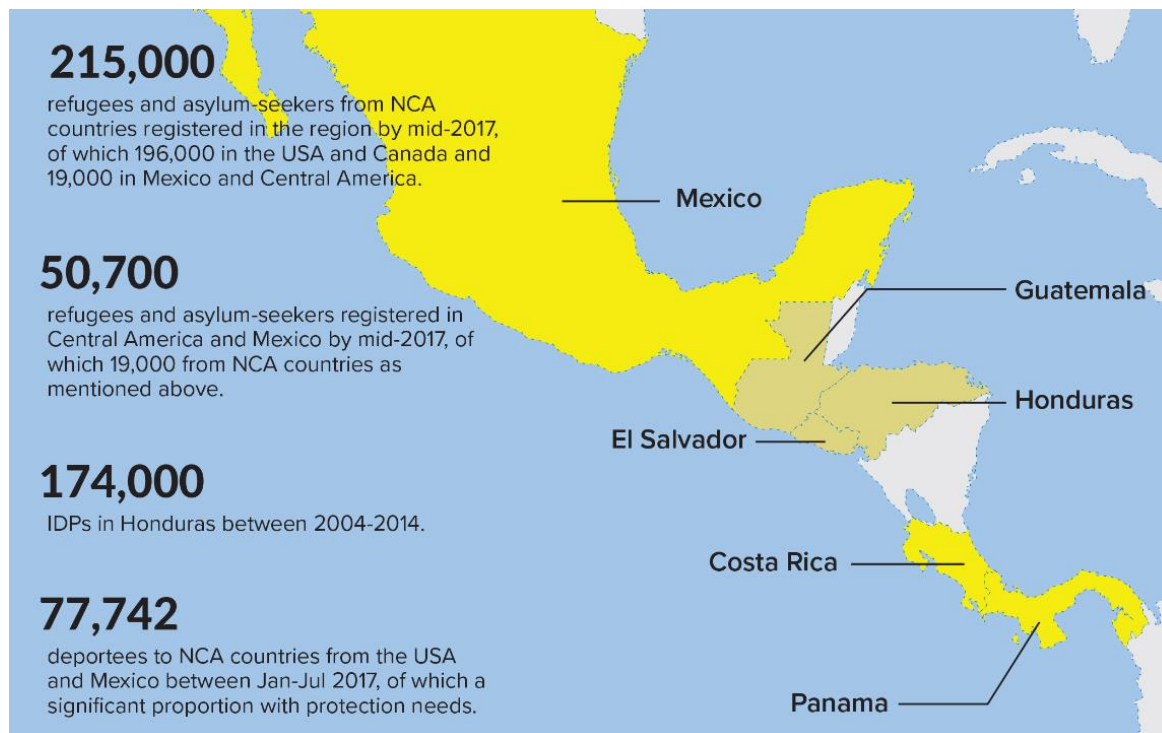 215,000
refugees and asylum-seekers from NCA
countries registered in the region by mid-2017,
of which 196,000 in the USA and Canada and
19,000 in Mexico and Central America.
50,700
refugees and asylum-seekers registered in
Central America and Mexico by mid-2017, of
which 19,000 from NCA countries as
mentioned above.
174,000
IDPs in Honduras between 2004-2014.
77,742
deportees to NCA countries from the USA
and Mexico between Jan-Jul 2017, of which a
significant proportion with protection needs.
Mexico
Guatemala
Honduras
El Salvador
Costa Rica
Panama